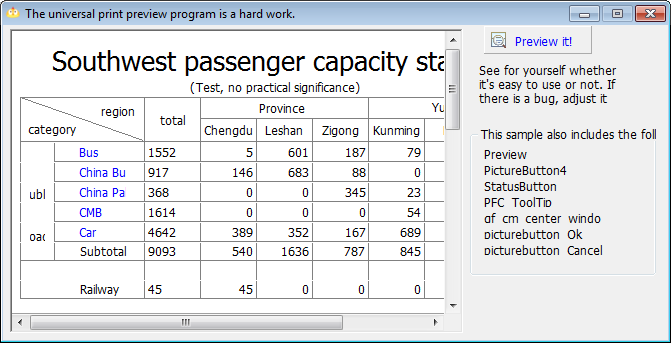 The universal print preview program is a hard work.
Southwest passenger capacity sta
(Test, no practical significance)
region
category
total
Province
Yu
Chengdu Leshan Zigong Kunming
Bus 1552 5 601 187 79
China Bu 917 146 683 88 0
ubl
China Pa 368 0 0 345 23
CMB 1614 0 0 0 54
oac
Car 4642 389 352 167 689
Subtotal 9093 540 1636 787 845
Railway 45 45 0 0 0
Preview it!
See for yourself whether
it's easy to use or not. If
there is a bug, adjust it
This sample also includes the foll
Preview
PictureButton4
StatusButton
PFC_ToolTip
gf_cm_center_windo
picturebutton_Ok
picturebutton_Cancel